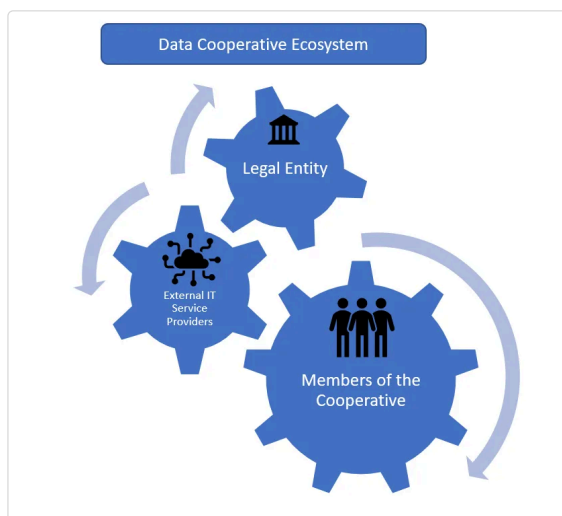 Data Cooperative Ecosystem
Legal Entity
External IT
Service
Providers
Members of the
Cooperative